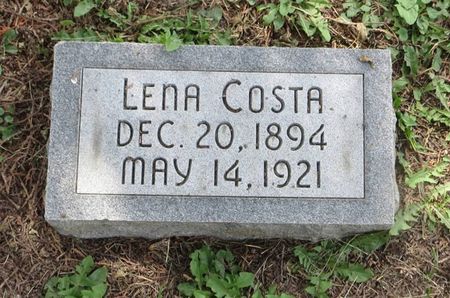 LENA COSTA
DEC. 20, 1894
MAY 14, 1921